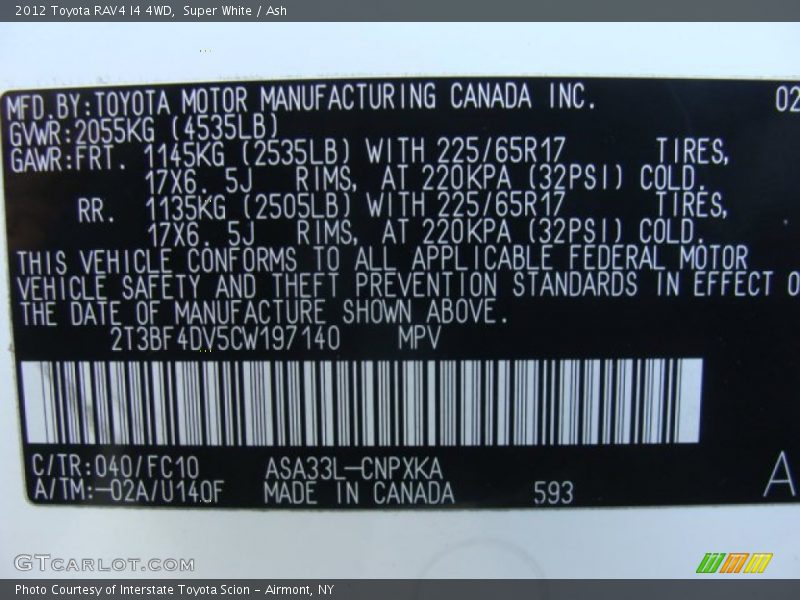 2012 Toyota RAV4 I4 4WD, Super White / Ash
MFD.BY:TOYOTA MOTOR MANUFACTURING CANADA INC. 02
GVWR:2055KG (4535LB)
GAWR:FRT. 1145KG (2535LB) WITH 225/65R17 TIRES,
17X6. 5J RIMS, AT 220KPA (32PSI) COLD.
RR. 1135KG (2505LB) WITH 225/65R17 TIRES,
17X6. 5J RIMS, AT 220KPA (32PSI) COLD.
THIS VEHICLE CONFORMS TO ALL APPLICABLE FEDERAL MOTOR
VEHICLE SAFETY AND THEFT PREVENTION STANDARDS IN EFFECT O
THE DATE OF MANUFACTURE SHOWN ABOVE.
2T3BF4DV5CW197140 MPV
C/TR:040/FC10 ASA33L-CNPXKA
A/TM:-02A/U140F MADE IN CANADA 593 A
GTCARLOT.COM
Photo Courtesy of Interstate Toyota Scion - Airmont, NY